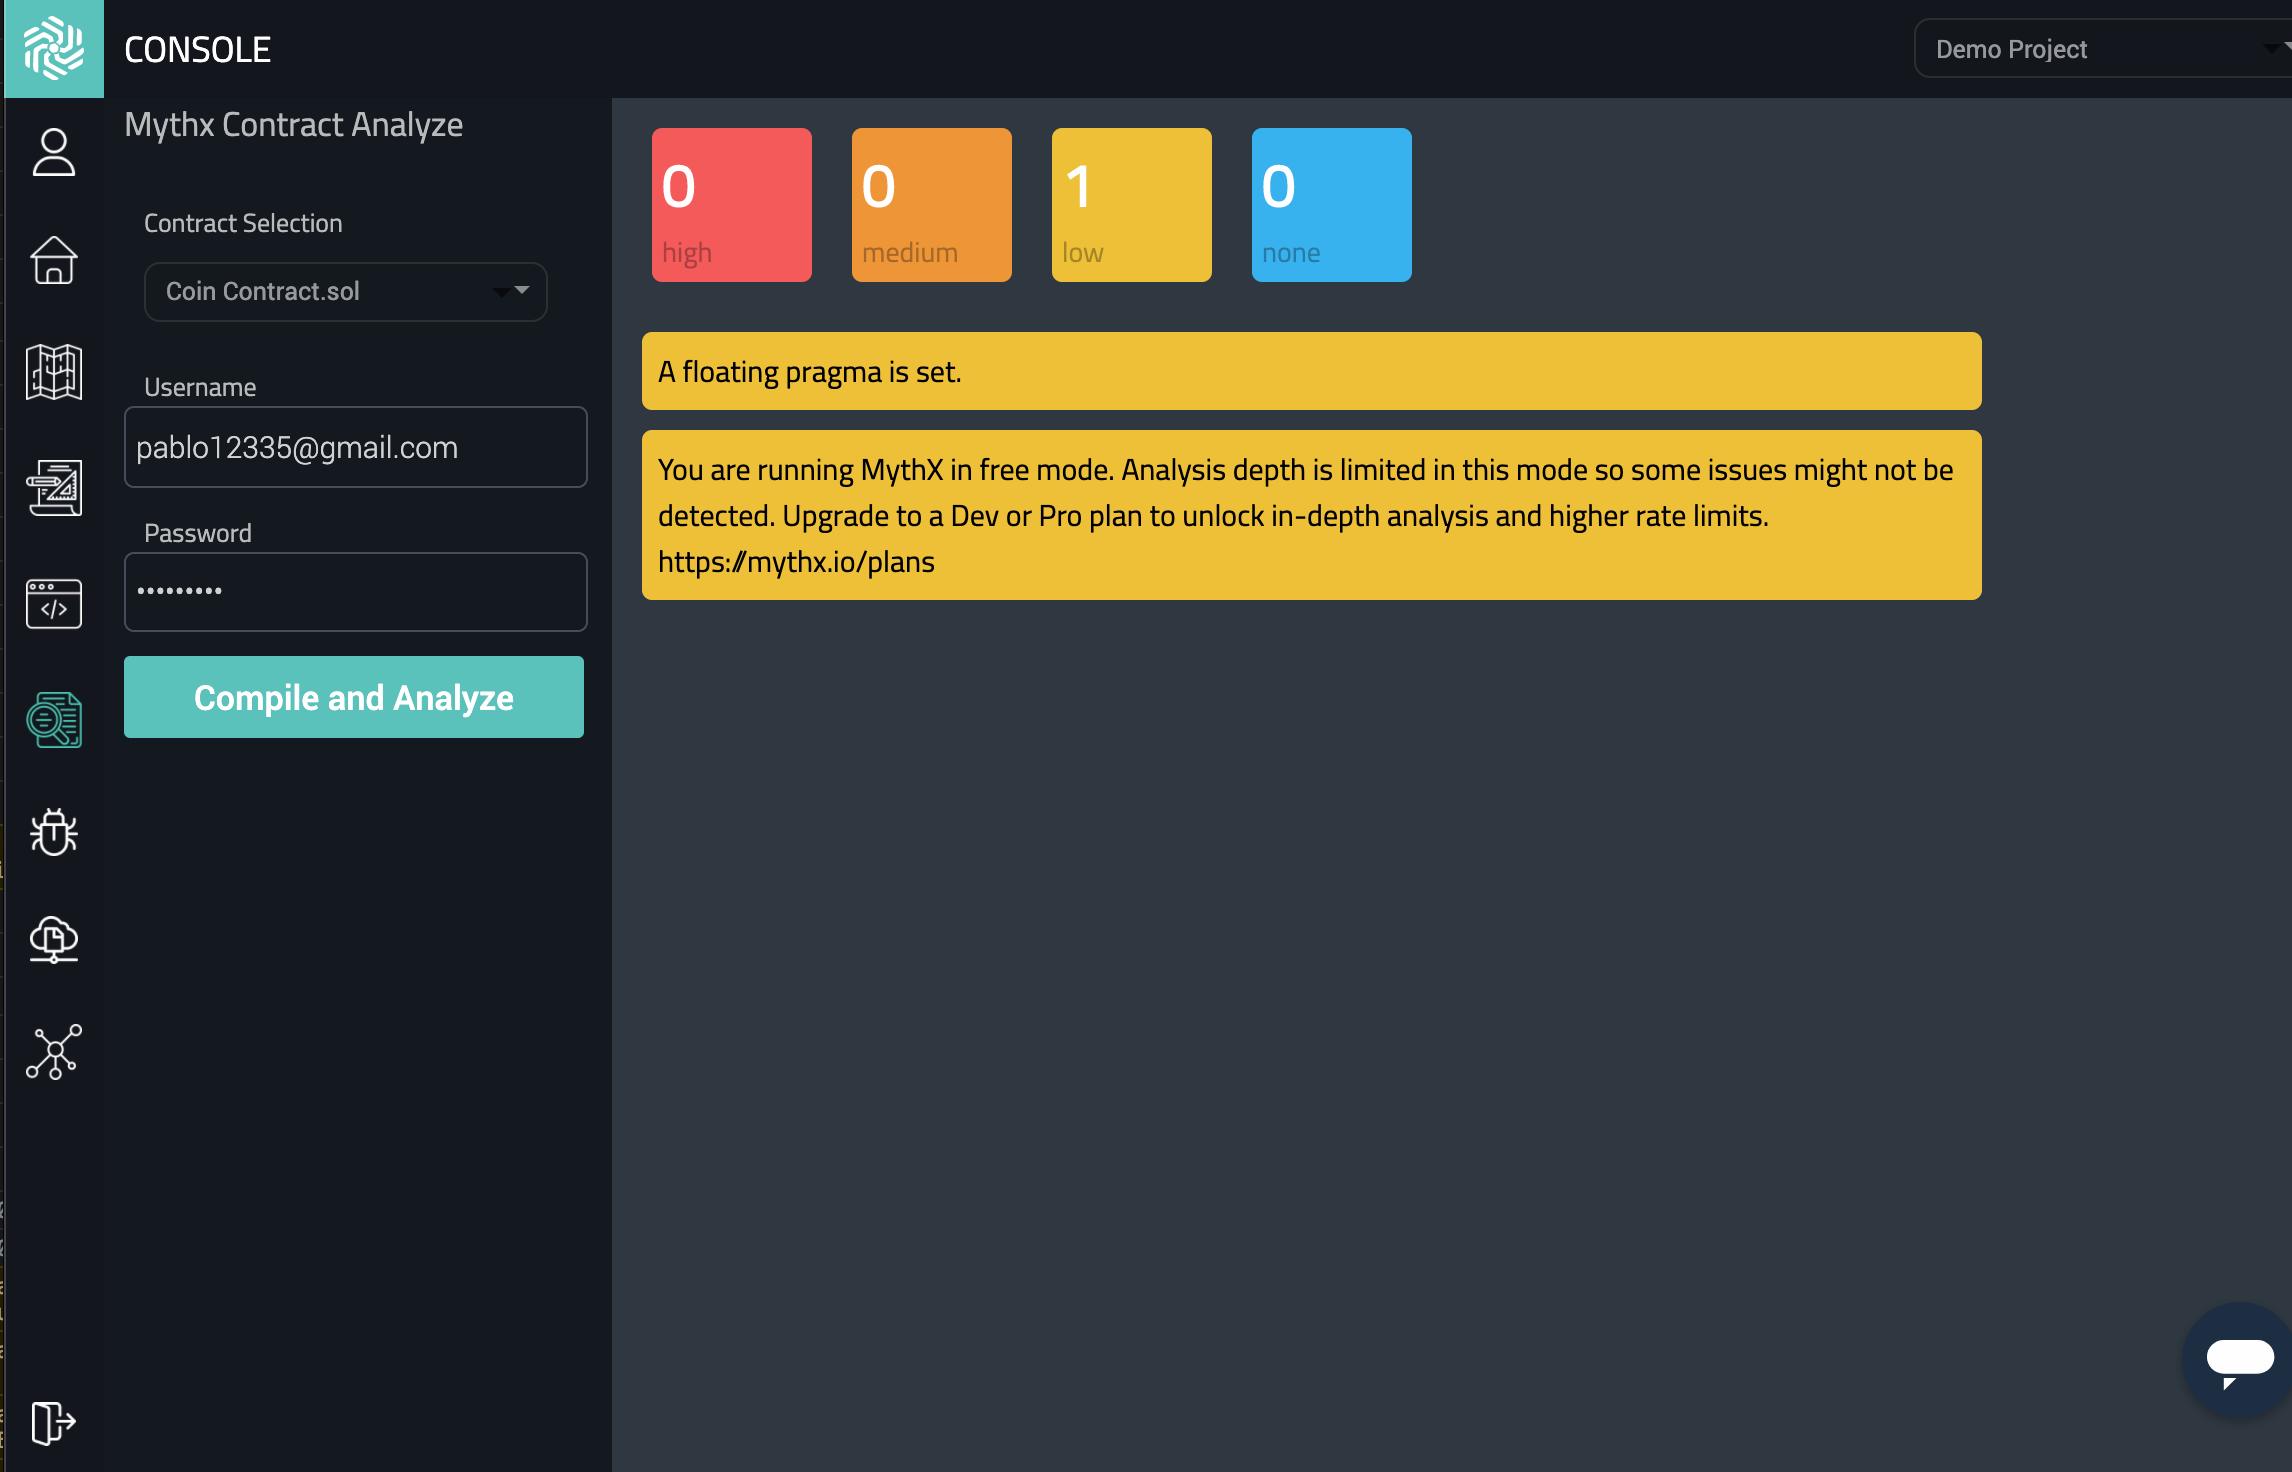 CONSOLE
Demo Project
Mythx Contract Analyze
Contract Selection
Coin Contract.sol
Username
pablo12335@gmail.com
Password
•••••••••
Compile and Analyze
0
high
0
medium
1
low
0
none
A floating pragma is set.
You are running MythX in free mode. Analysis depth is limited in this mode so some issues might not be
detected. Upgrade to a Dev or Pro plan to unlock in-depth analysis and higher rate limits.
https://mythx.io/plans